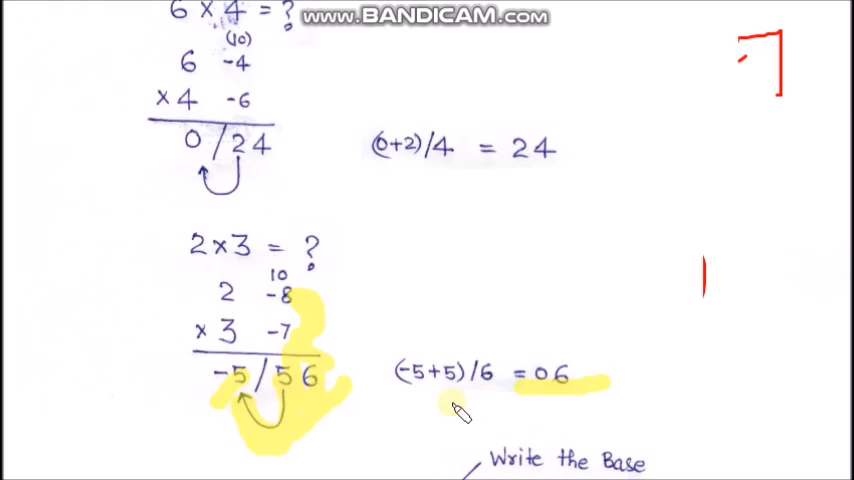 6 × 4 = ?
www.BANDICAM.com
(10)
6 -4
× 4 -6
0 / 24
(0+2)/4 = 24
2×3 = ?
10
2 -8
× 3 -7
-5 / 56
(-5+5)/6 = 06
Write the Base